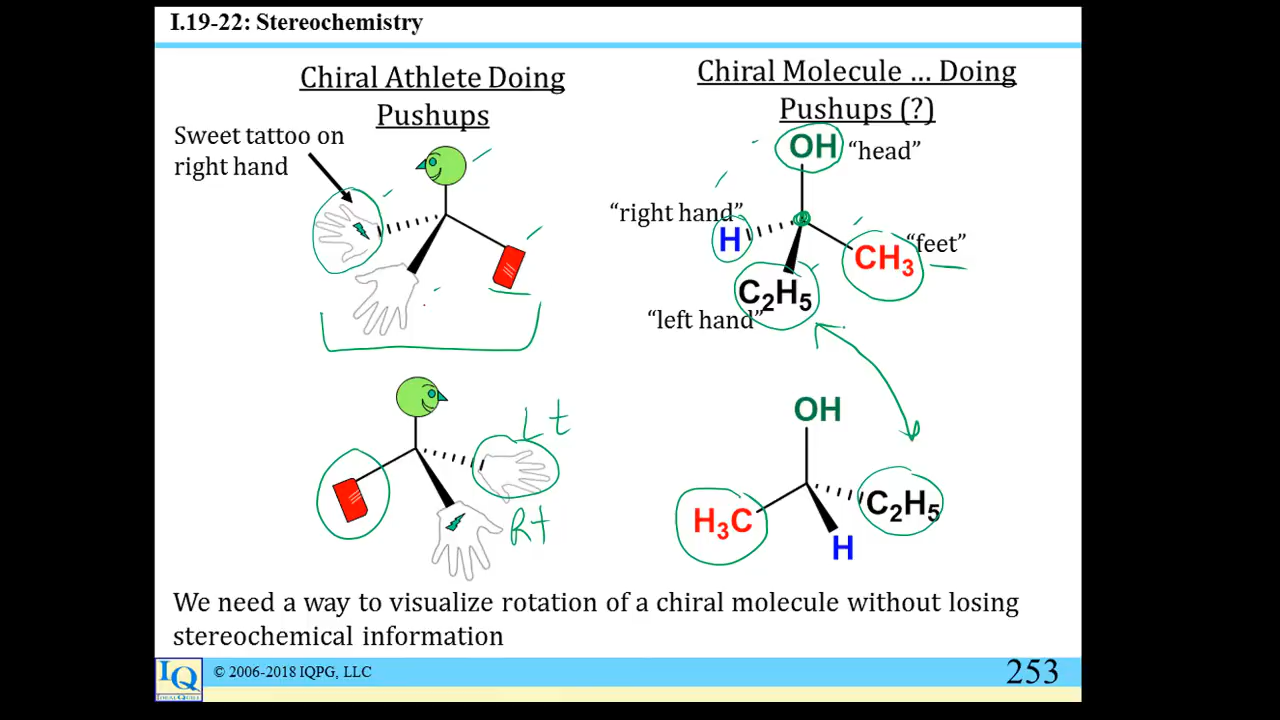 I.19-22: Stereochemistry
Chiral Athlete Doing
Pushups
Sweet tattoo on
right hand
Lt
Rt
Chiral Molecule … Doing
Pushups (?)
OH "head"
"right hand"
H
"feet"
CH3
C2H5
"left hand"
OH
H3C
C2H5
H
We need a way to visualize rotation of a chiral molecule without losing
stereochemical information
IQ
© 2006-2018 IQPG, LLC
253